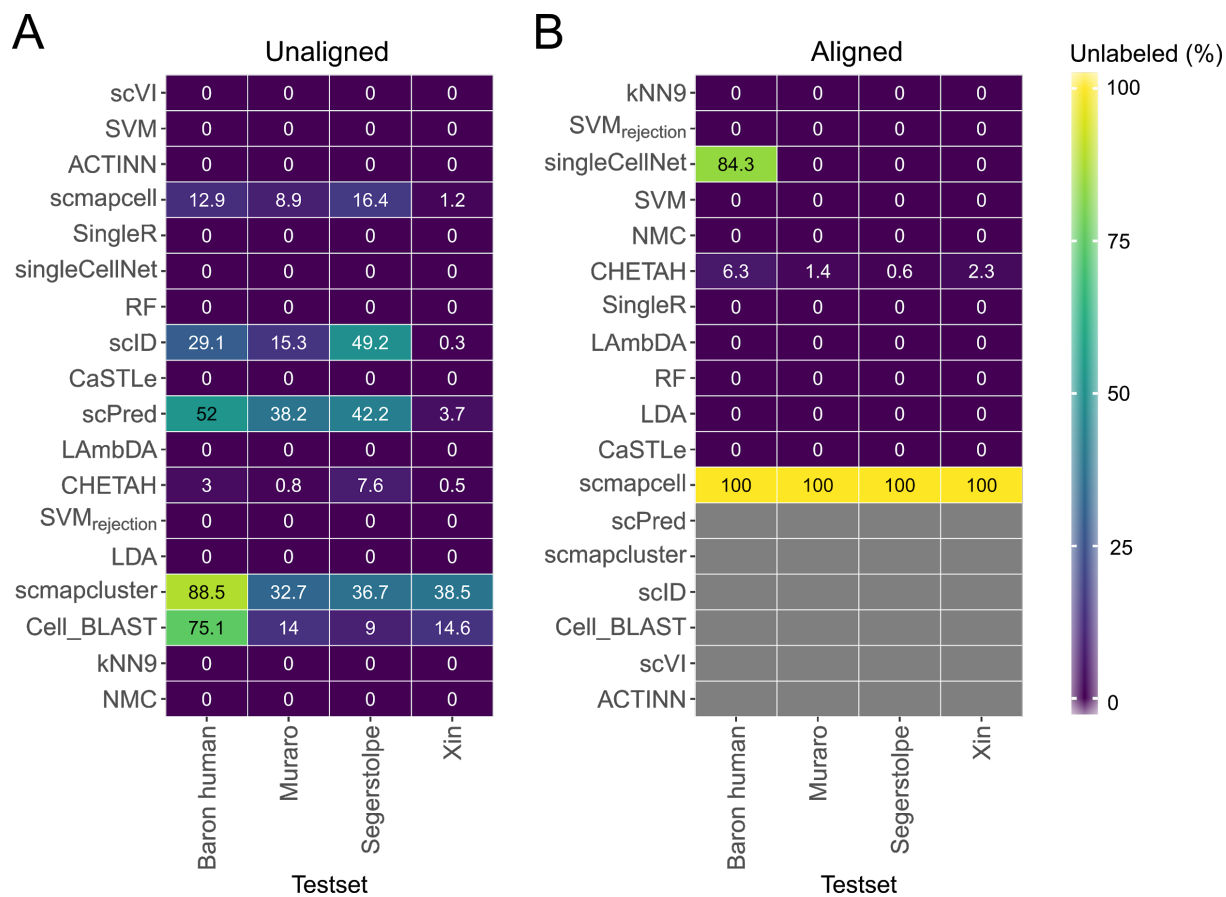 A
Unaligned
scVI 0 0 0 0
SVM 0 0 0 0
ACTINN 0 0 0 0
scmapcell 12.9 8.9 16.4 1.2
SingleR 0 0 0 0
singleCellNet 0 0 0 0
RF 0 0 0 0
scID 29.1 15.3 49.2 0.3
CaSTLe 0 0 0 0
scPred 52 38.2 42.2 3.7
LAmbDA 0 0 0 0
CHETAH 3 0.8 7.6 0.5
SVMrejection 0 0 0 0
LDA 0 0 0 0
scmapcluster 88.5 32.7 36.7 38.5
Cell_BLAST 75.1 14 9 14.6
kNN9 0 0 0 0
NMC 0 0 0 0
Baron human
Muraro
Segerstolpe
Xin
Testset
B
Aligned
kNN9 0 0 0 0
SVMrejection 0 0 0 0
singleCellNet 84.3 0 0 0
SVM 0 0 0 0
NMC 0 0 0 0
CHETAH 6.3 1.4 0.6 2.3
SingleR 0 0 0 0
LAmbDA 0 0 0 0
RF 0 0 0 0
LDA 0 0 0 0
CaSTLe 0 0 0 0
scmapcell 100 100 100 100
scPred
scmapcluster
scID
Cell_BLAST
scVI
ACTINN
Baron human
Muraro
Segerstolpe
Xin
Testset
Unlabeled (%)
100
75
50
25
0